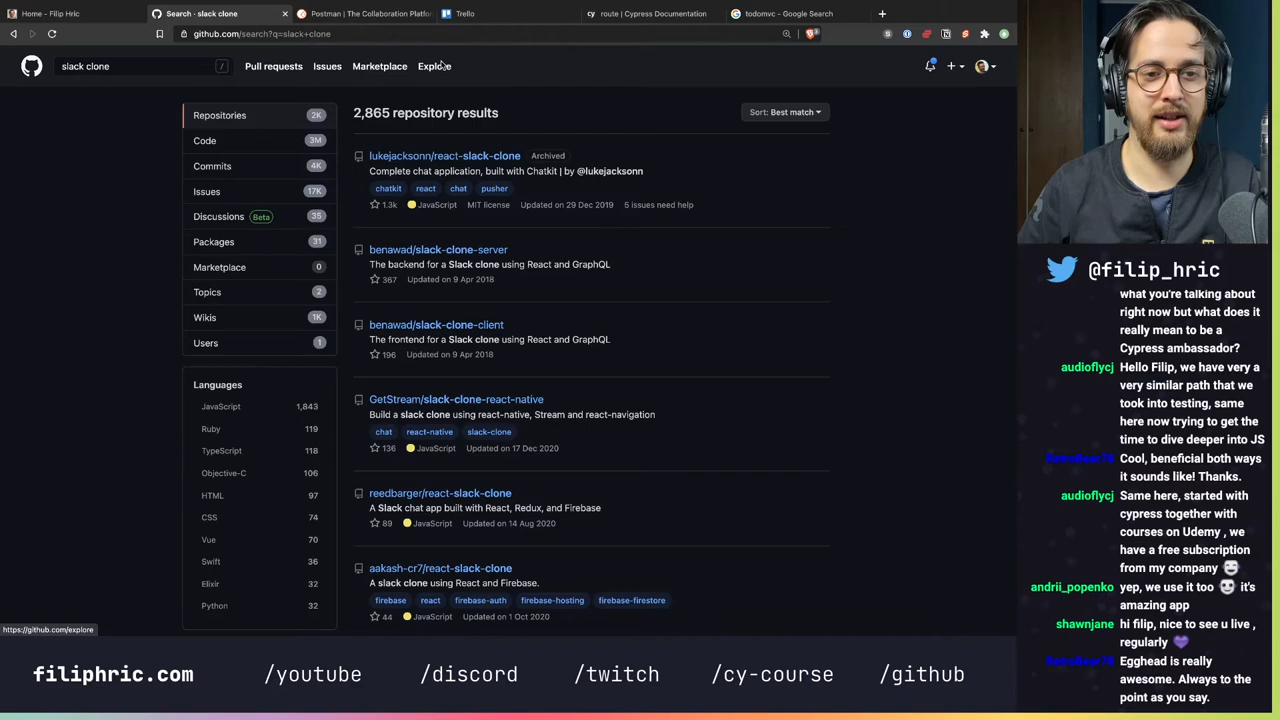 Home - Filip Hric
Search · slack clone
Postman | The Collaboration Platfo
Trello
cy
route | Cypress Documentation
todomvc - Google Search
github.com/search?q=slack+clone
slack clone
/
Pull requests
Issues
Marketplace
Explore
2,865 repository results
Sort: Best match
Repositories 2K
Code 3M
Commits 4K
Issues 17K
Discussions Beta 35
Packages 31
Marketplace 0
Topics 2
Wikis 1K
Users 1
Languages
JavaScript 1,843
Ruby 119
TypeScript 118
Objective-C 106
HTML 97
CSS 74
Vue 70
Swift 36
Elixir 32
Python 32
lukejacksonn/react-slack-clone Archived
Complete chat application, built with Chatkit | by @lukejacksonn
chatkit react chat pusher
1.3k JavaScript MIT license Updated on 29 Dec 2019 5 issues need help
benawad/slack-clone-server
The backend for a Slack clone using React and GraphQL
367 Updated on 9 Apr 2018
benawad/slack-clone-client
The frontend for a Slack clone using React and GraphQL
196 Updated on 9 Apr 2018
GetStream/slack-clone-react-native
Build a slack clone using react-native, Stream and react-navigation
chat react-native slack-clone
136 JavaScript Updated on 17 Dec 2020
reedbarger/react-slack-clone
A Slack chat app built with React, Redux, and Firebase
89 JavaScript Updated on 14 Aug 2020
aakash-cr7/react-slack-clone
A slack clone using React and Firebase.
firebase react firebase-auth firebase-hosting firebase-firestore
44 JavaScript Updated on 1 Oct 2020
https://github.com/explore
@filip_hric
what you're talking about
right now but what does it
really mean to be a
Cypress ambassador?
audioflycj Hello Filip, we have very a
very similar path that we
took into testing, same
here now trying to get the
time to dive deeper into JS
RetroBear78 Cool, beneficial both ways
it sounds like! Thanks.
audioflycj Same here, started with
cypress together with
courses on Udemy , we
have a free subscription
from my company
andrii_popenko yep, we use it too it's
amazing app
shawnjane hi filip, nice to see u live ,
regularly
RetroBear78 Egghead is really
awesome. Always to the
point as you say.
filiphric.com /youtube /discord /twitch /cy-course /github